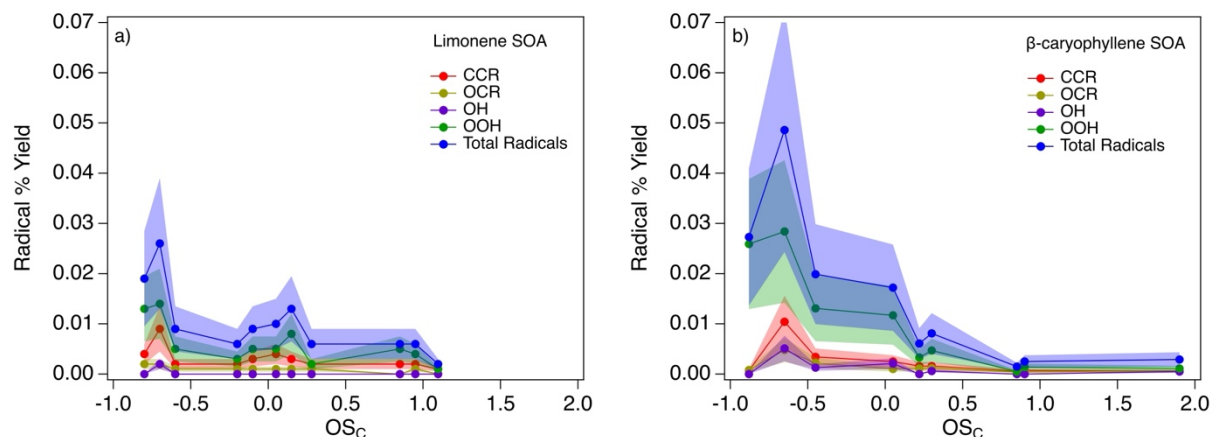 a)
Limonene SOA
CCR
OCR
OH
OOH
Total Radicals
Radical % Yield
0.07
0.06
0.05
0.04
0.03
0.02
0.01
0.00
-1.0 -0.5 0.0 0.5 1.0 1.5 2.0
OSC
b)
β-caryophyllene SOA
CCR
OCR
OH
OOH
Total Radicals
Radical % Yield
0.07
0.06
0.05
0.04
0.03
0.02
0.01
0.00
-1.0 -0.5 0.0 0.5 1.0 1.5 2.0
OSC